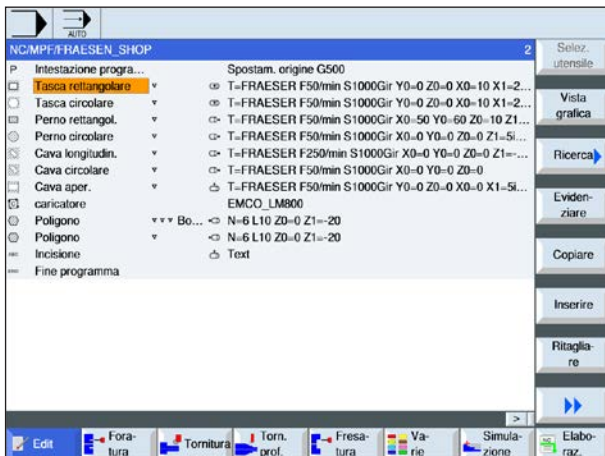 AUTO
NC/MPF/FRAESEN_SHOP 2
P Intestazione progra... Spostam. origine G500
Tasca rettangolare T=FRAESER F50/min S1000Gir Y0=0 Z0=0 X0=10 X1=2...
Tasca circolare T=FRAESER F50/min S1000Gir Y0=0 Z0=0 X0=10 X1=2...
Perno rettangol. T=FRAESER F50/min S1000Gir X0=50 Y0=60 Z0=10 Z1...
Perno circolare T=FRAESER F50/min S1000Gir X0=0 Y0=0 Z0=0 Z1=5i...
Cava longitudin. T=FRAESER F250/min S1000Gir X0=0 Y0=0 Z0=0 Z1=-...
Cava circolare T=FRAESER F50/min S1000Gir X0=0 Y0=0 Z0=0
Cava aper. T=FRAESER F50/min S1000Gir Y0=0 Z0=0 X0=0 X1=5i...
caricatore EMCO_LM800
Poligono Bo... N=6 L10 Z0=0 Z1=-20
Poligono N=6 L10 Z0=0 Z1=-20
Incisione Text
END Fine programma
>
Selez.
utensile
Vista
grafica
Ricerca
Eviden-
ziare
Copiare
Inserire
Ritaglia-
re
Edit
Fora-
tura
Tornitura
Torn.
prof.
Fresa-
tura
Va-
rie
Simula-
zione
NC
Elabo-
raz.